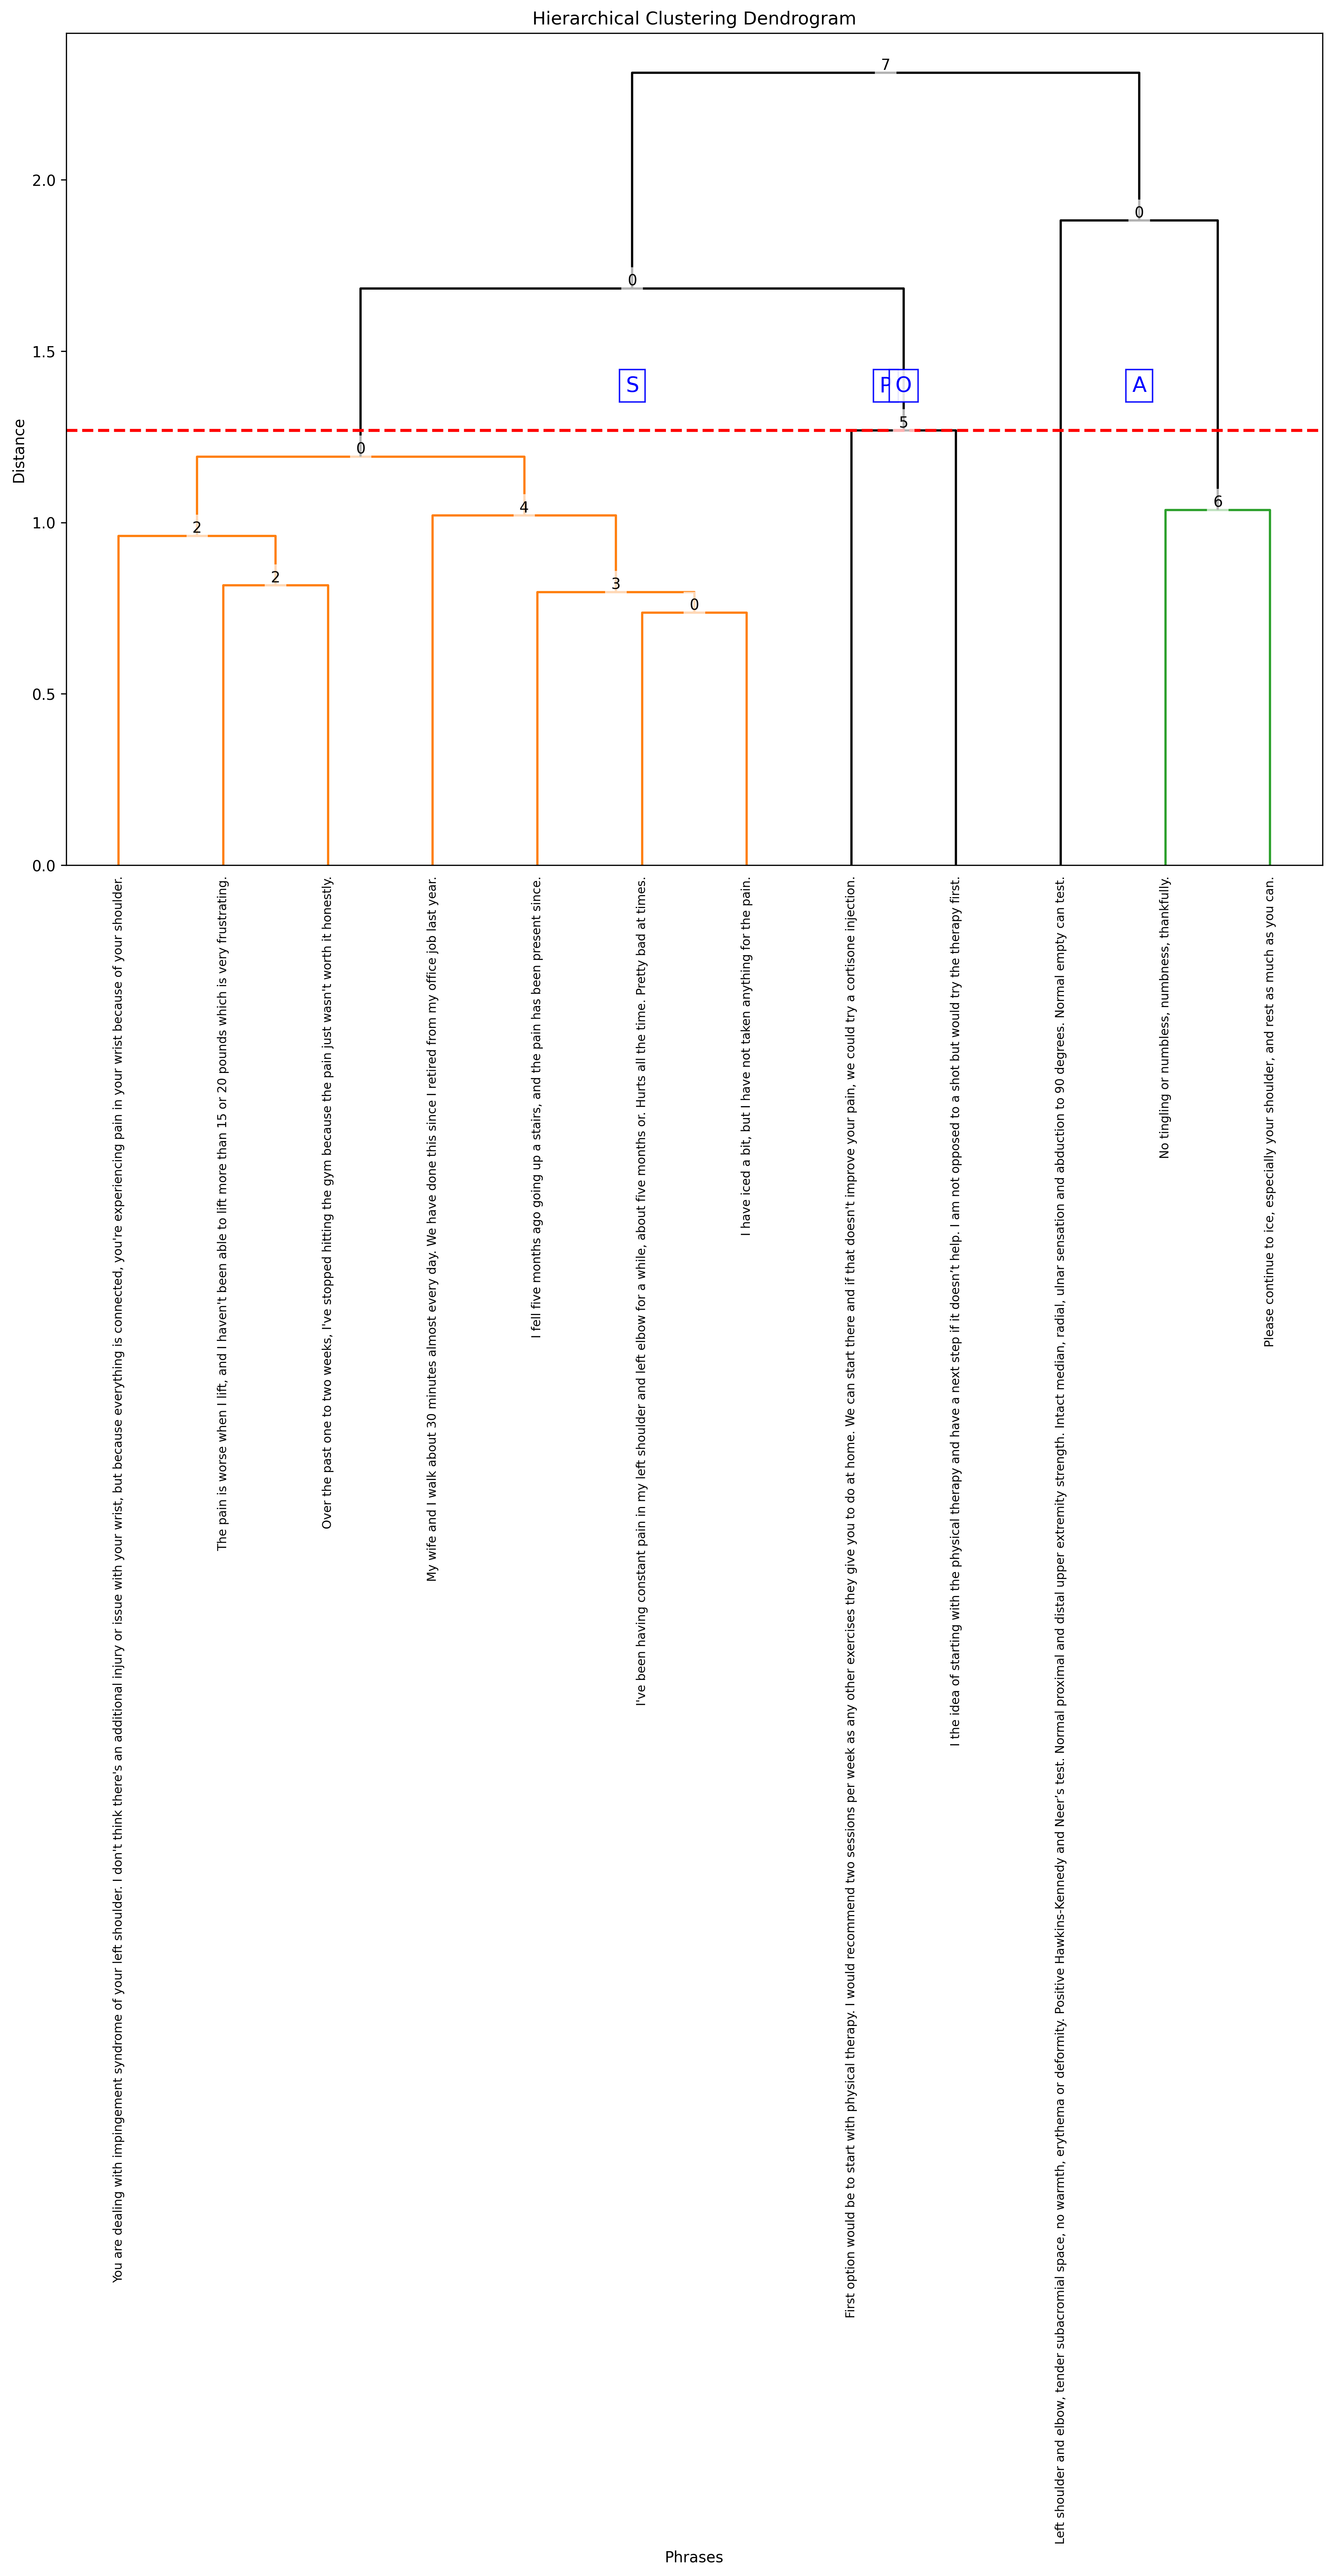 Hierarchical Clustering Dendrogram
7
2.0
0
0
1.5
S
P
O
A
Distance
5
0
1.0
6
4
2
2
3
0
0.5
0.0
You are dealing with impingement syndrome of your left shoulder. I don't think there's an additional injury or issue with your wrist, but because everything is connected, you're experiencing pain in your wrist because of your shoulder.
The pain is worse when I lift, and I haven't been able to lift more than 15 or 20 pounds which is very frustrating.
Over the past one to two weeks, I've stopped hitting the gym because the pain just wasn't worth it honestly.
My wife and I walk about 30 minutes almost every day. We have done this since I retired from my office job last year.
I fell five months ago going up a stairs, and the pain has been present since.
I've been having constant pain in my left shoulder and left elbow for a while, about five months or. Hurts all the time. Pretty bad at times.
I have iced a bit, but I have not taken anything for the pain.
First option would be to start with physical therapy. I would recommend two sessions per week as any other exercises they give you to do at home. We can start there and if that doesn't improve your pain, we could try a cortisone injection.
I the idea of starting with the physical therapy and have a next step if it doesn't help. I am not opposed to a shot but would try the therapy first.
Left shoulder and elbow, tender subacromial space, no warmth, erythema or deformity. Positive Hawkins-Kennedy and Neer’s test. Normal proximal and distal upper extremity strength. Intact median, radial, ulnar sensation and abduction to 90 degrees. Normal empty can test.
No tingling or numbless, numbness, thankfully.
Please continue to ice, especially your shoulder, and rest as much as you can.
Phrases